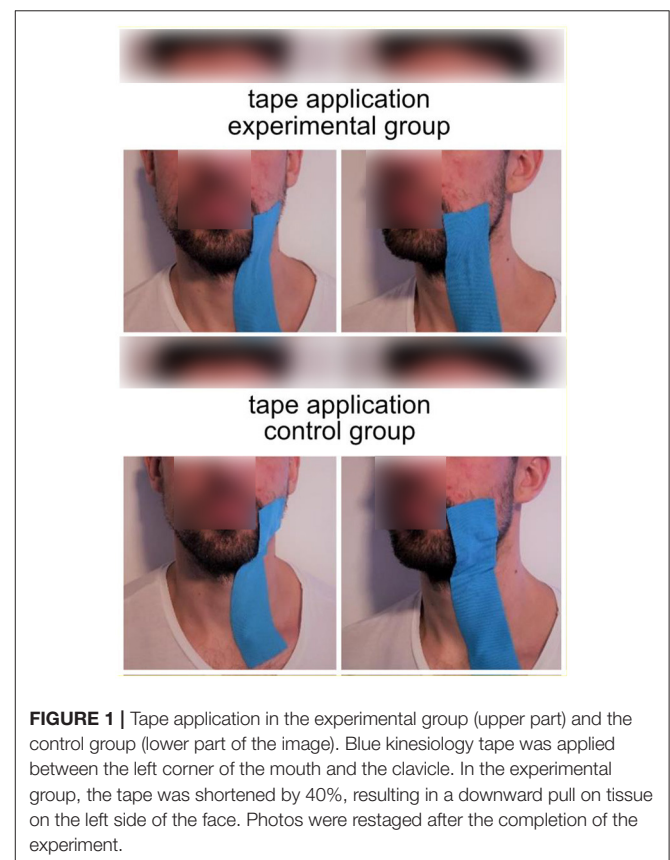 tape application
experimental group
tape application
control group
FIGURE 1 | Tape application in the experimental group (upper part) and the
control group (lower part of the image). Blue kinesiology tape was applied
between the left corner of the mouth and the clavicle. In the experimental
group, the tape was shortened by 40%, resulting in a downward pull on tissue
on the left side of the face. Photos were restaged after the completion of the
experiment.